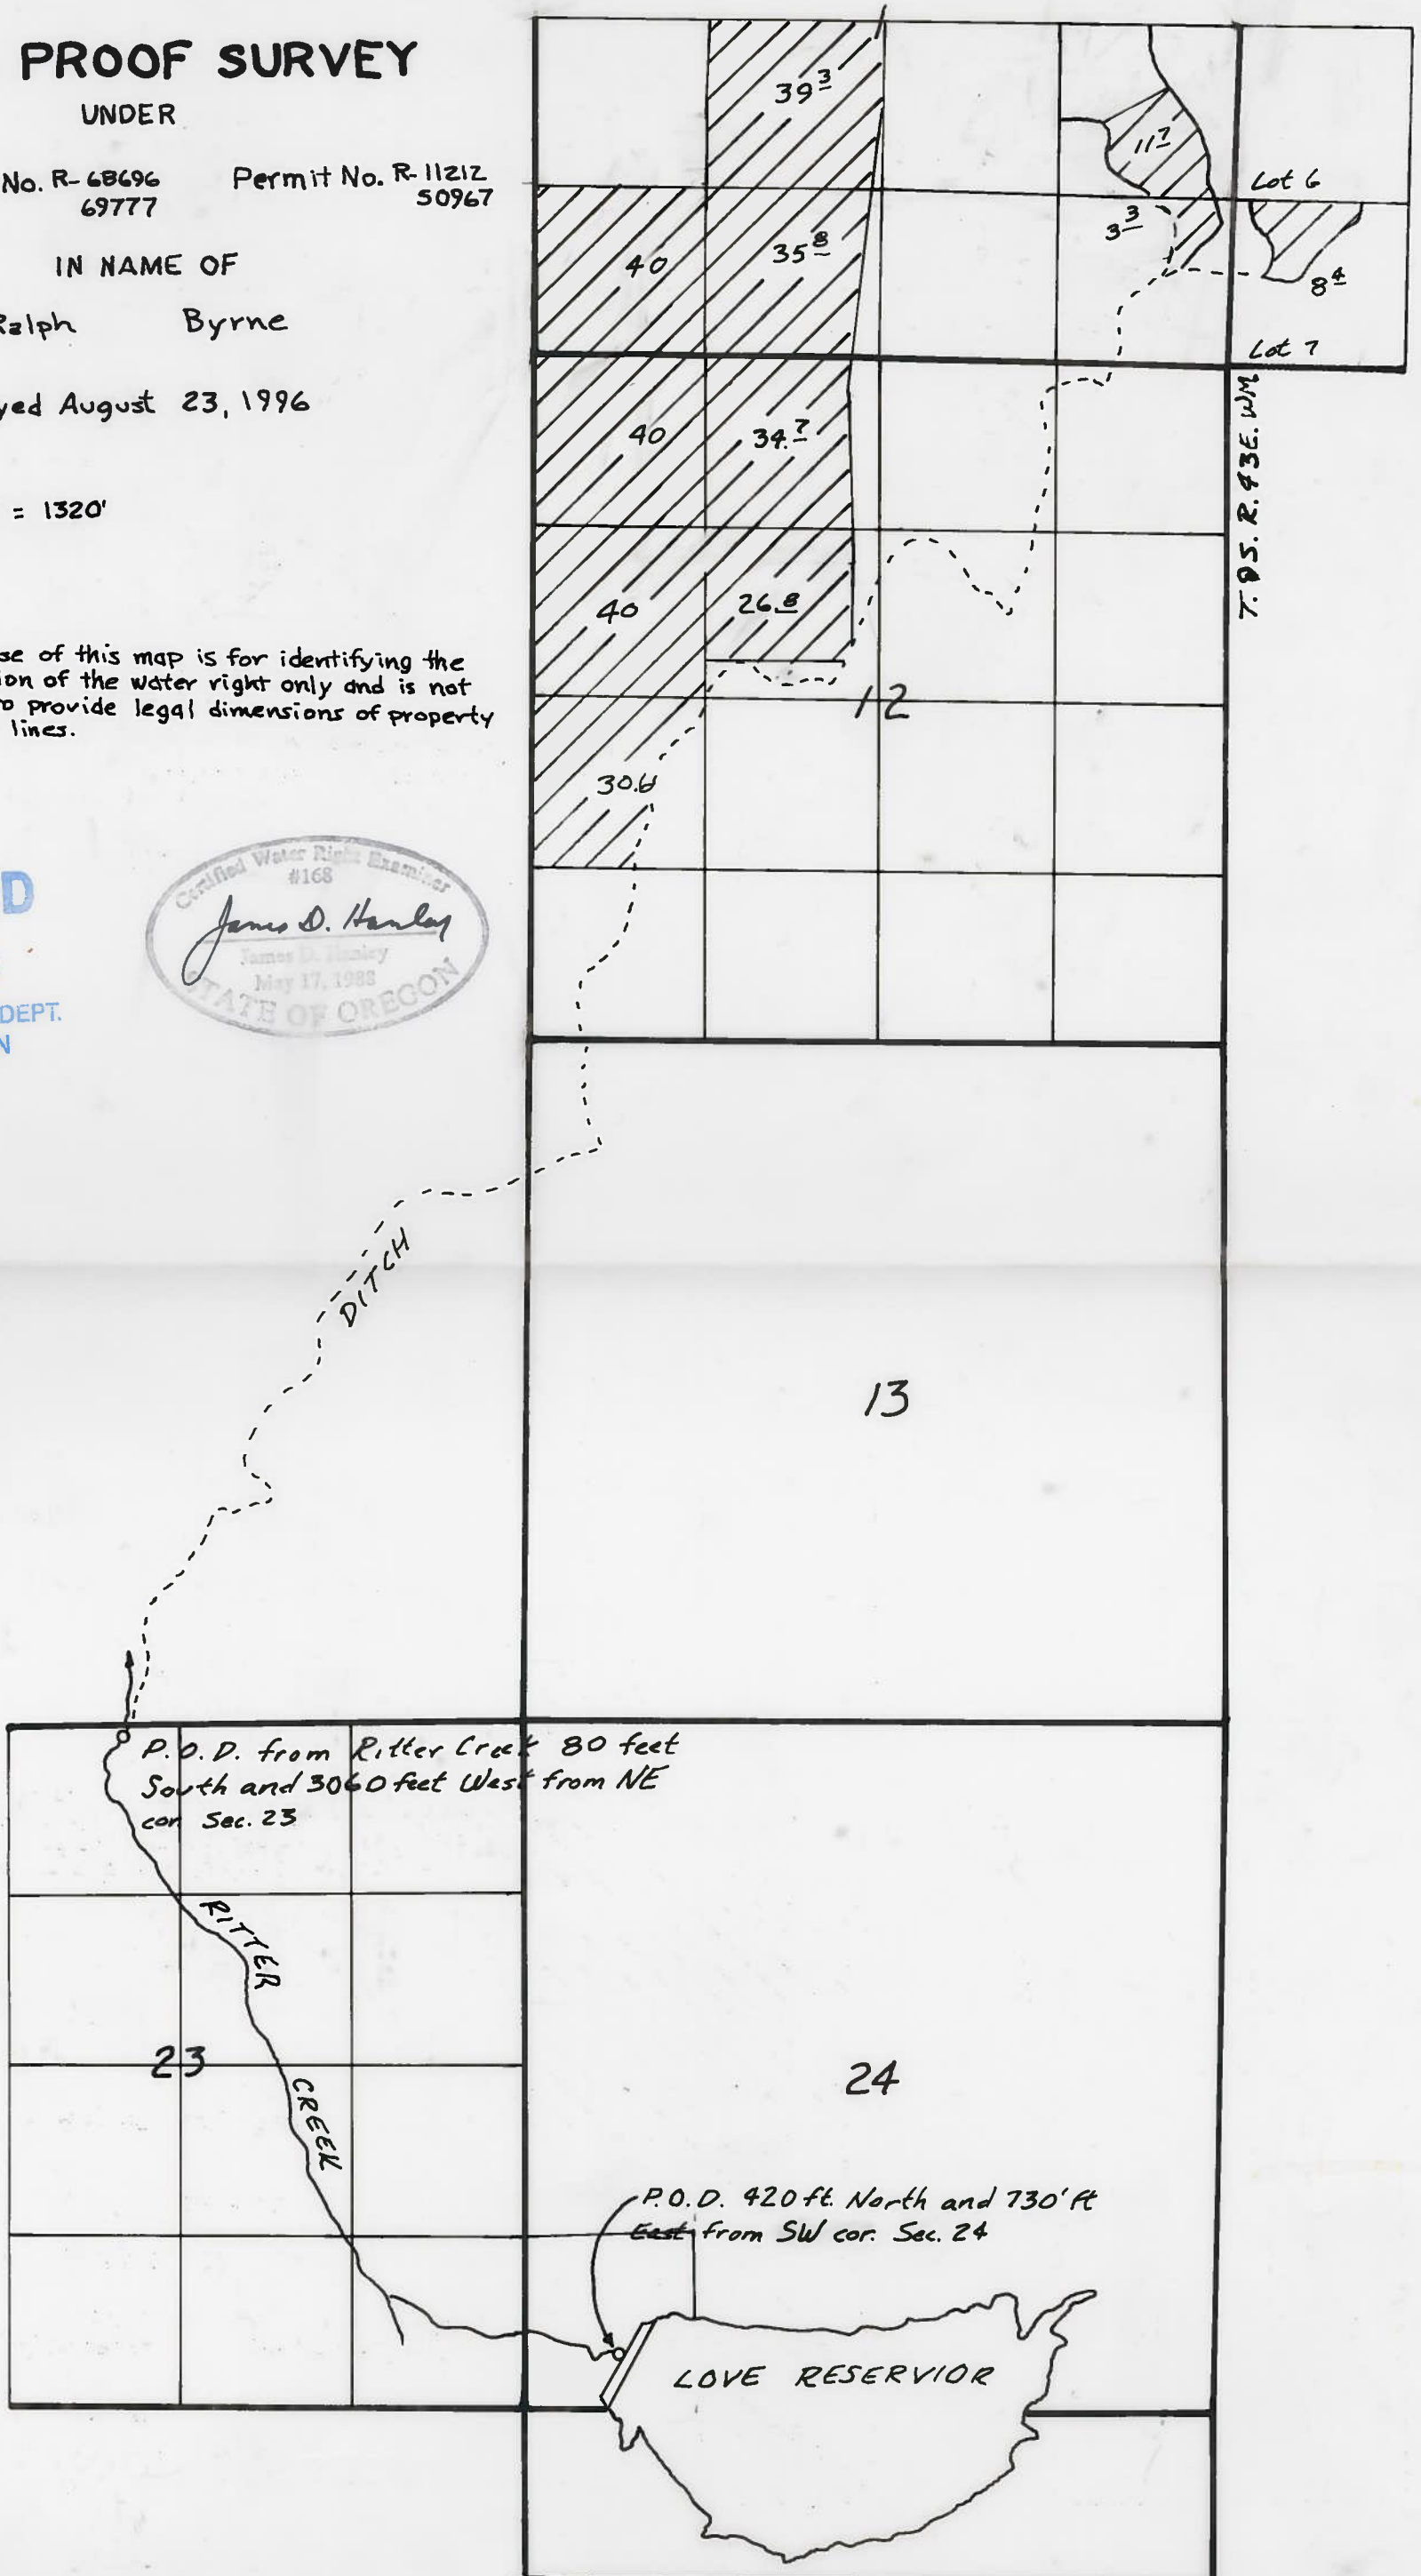 PROOF SURVEY
UNDER
No. R-68696 Permit No. R-11212
69777 50967
IN NAME OF
Ralph Byrne
yed August 23, 1996
= 1320'
se of this map is for identifying the
ion of the water right only and is not
o provide legal dimensions of property
lines.
D
DEPT.
N
Certified Water Right Examiner
#168
James D. Hanley
James D. Hanley
May 17, 1988
STATE OF OREGON
39 3
11 7
Lot 6
3 3
40
35 8
8 4
Lot 7
T. 8S. R. 43E. WM
40
34.7
40
26.8
12
30.6
DITCH
13
P.O.D. from Ritter Creek 80 feet
South and 3060 feet West from NE
cor Sec. 23
RITTER
CREEK
23
24
P.O.D. 420 ft. North and 730' ft
East from SW cor. Sec. 24
LOVE RESERVIOR